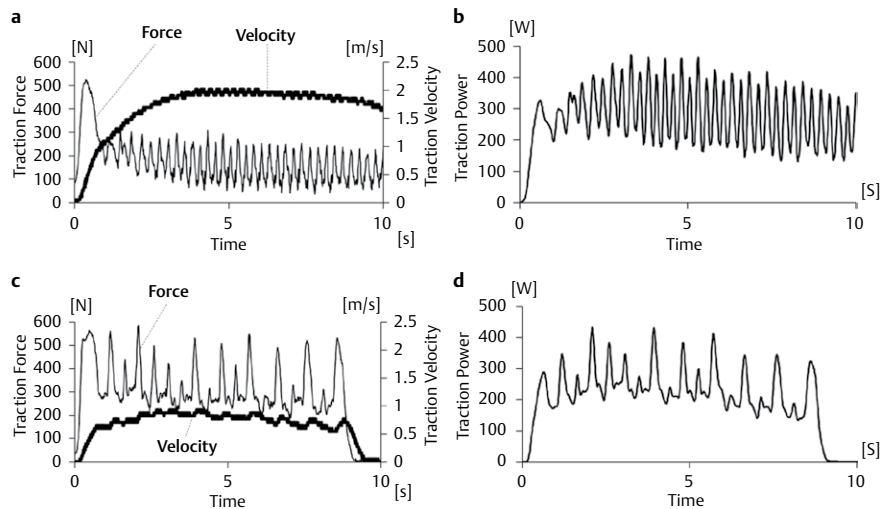 a
[N]
Force
Velocity
[m/s]
Traction Force
600
500
400
300
200
100
0
2.5
2
1.5
1
0.5
0
Traction Velocity
0
5
10
Time
[s]
b
[W]
Traction Power
500
400
300
200
100
0
0
5
10
[S]
Time
c
[N]
Force
[m/s]
Traction Force
600
500
400
300
200
100
0
2.5
2
1.5
1
0.5
0
Traction Velocity
Velocity
0
5
10
Time
[s]
d
[W]
Traction Power
500
400
300
200
100
0
0
5
10
[S]
Time